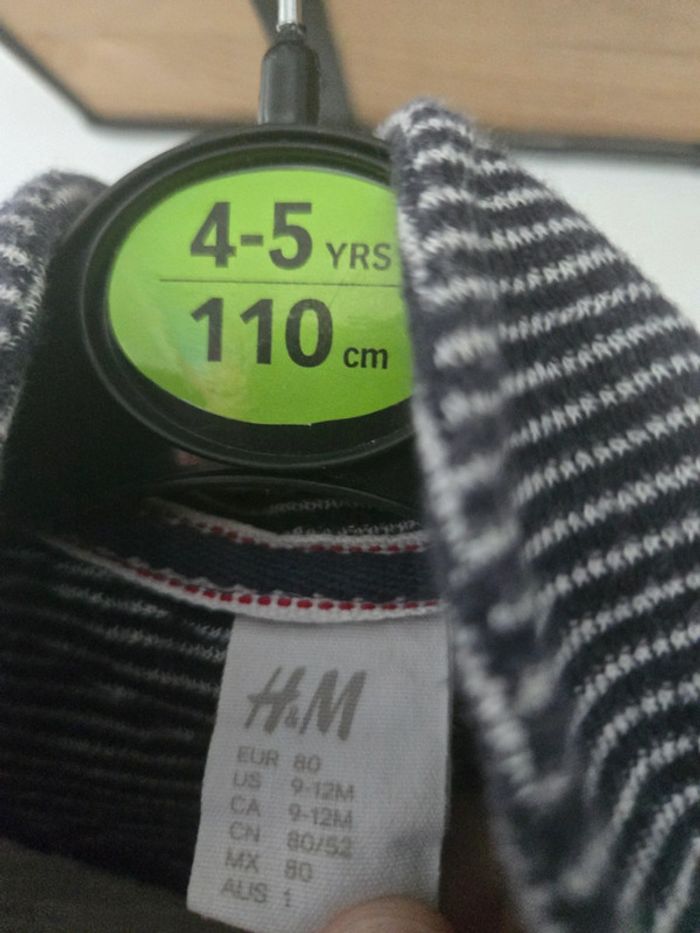 4-5 YRS
110 cm
H&M
EUR 80
US 9-12M
CA 9-12M
CN 80/52
MX 80
AUS 1